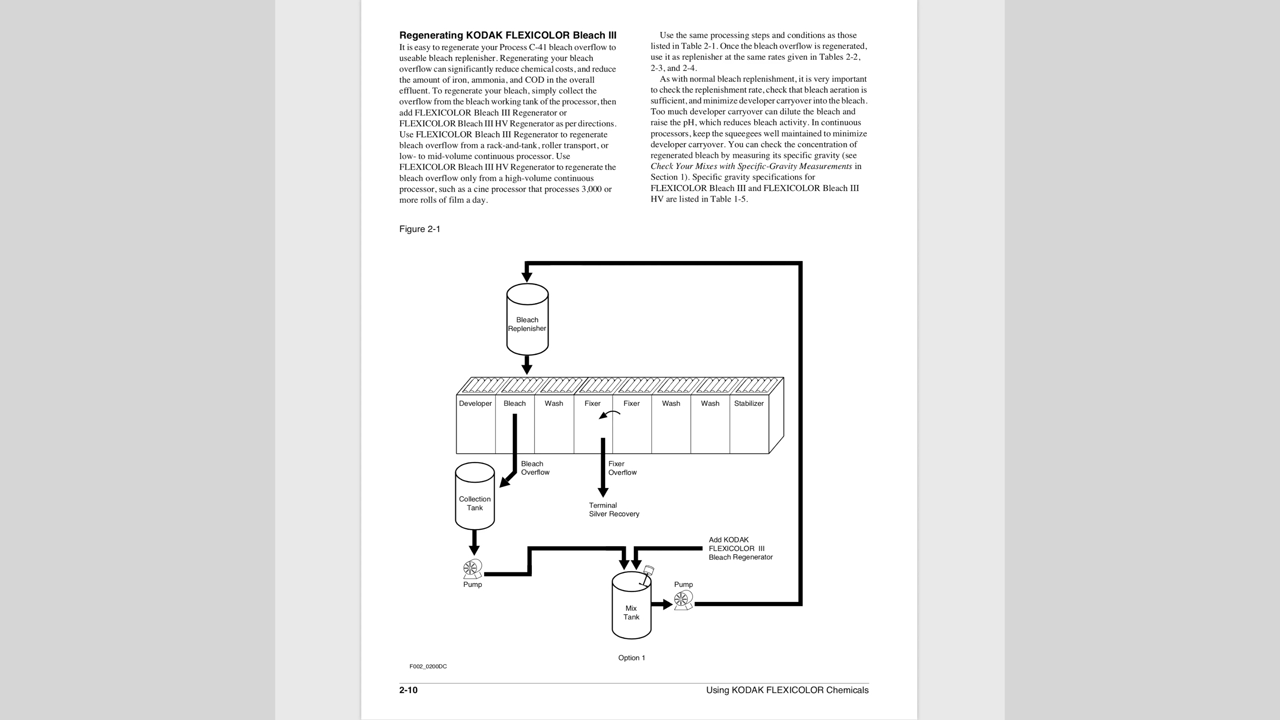 Regenerating KODAK FLEXICOLOR Bleach III
It is easy to regenerate your Process C-41 bleach overflow to
useable bleach replenisher. Regenerating your bleach
overflow can significantly reduce chemical costs, and reduce
the amount of iron, ammonia, and COD in the overall
effluent. To regenerate your bleach, simply collect the
overflow from the bleach working tank of the processor, then
add FLEXICOLOR Bleach III Regenerator or
FLEXICOLOR Bleach III HV Regenerator as per directions.
Use FLEXICOLOR Bleach III Regenerator to regenerate
bleach overflow from a rack-and-tank, roller transport, or
low- to mid-volume continuous processor. Use
FLEXICOLOR Bleach III HV Regenerator to regenerate the
bleach overflow only from a high-volume continuous
processor, such as a cine processor that processes 3,000 or
more rolls of film a day.
Use the same processing steps and conditions as those
listed in Table 2-1. Once the bleach overflow is regenerated,
use it as replenisher at the same rates given in Tables 2-2,
2-3, and 2-4.
As with normal bleach replenishment, it is very important
to check the replenishment rate, check that bleach aeration is
sufficient, and minimize developer carryover into the bleach.
Too much developer carryover can dilute the bleach and
raise the pH, which reduces bleach activity. In continuous
processors, keep the squeegees well maintained to minimize
developer carryover. You can check the concentration of
regenerated bleach by measuring its specific gravity (see
Check Your Mixes with Specific-Gravity Measurements in
Section 1). Specific gravity specifications for
FLEXICOLOR Bleach III and FLEXICOLOR Bleach III
HV are listed in Table 1-5.
Figure 2-1
Bleach
Replenisher
Developer
Bleach
Wash
Fixer
Fixer
Wash
Wash
Stabilizer
Bleach
Overflow
Fixer
Overflow
Collection
Tank
Terminal
Silver Recovery
Add KODAK
FLEXICOLOR III
Bleach Regenerator
Pump
Pump
Mix
Tank
Option 1
F002_0200DC
2-10
Using KODAK FLEXICOLOR Chemicals